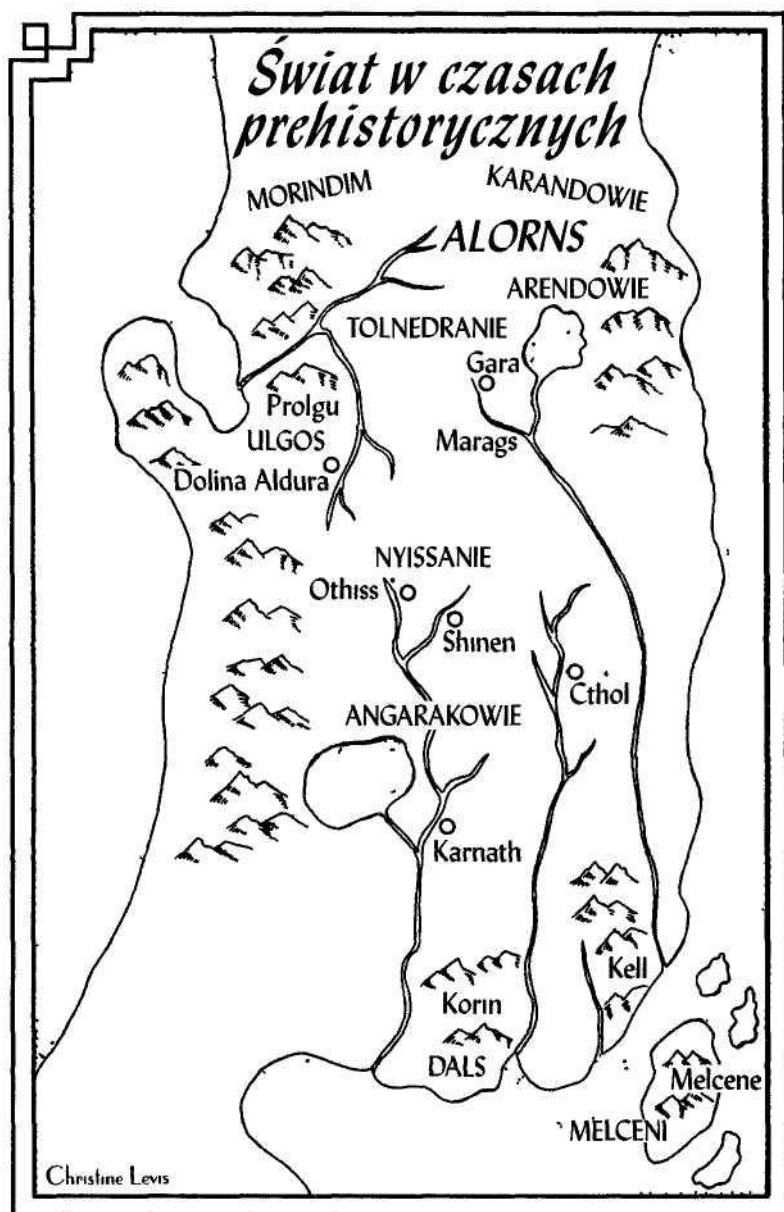 Świat w czasach
prehistorycznych
MORINDIM
KARANDOWIE
ALORNS
ARENDOWIE
TOLNEDRANIE
Gara
Prolgu
ULGOS
Marags
Dolina Aldura
NYISSANIE
Othiss
Shinen
Cthol
ANGARAKOWIE
Karnath
Kell
Korin
DALS
Melcene
MELCENI
Christine Levis